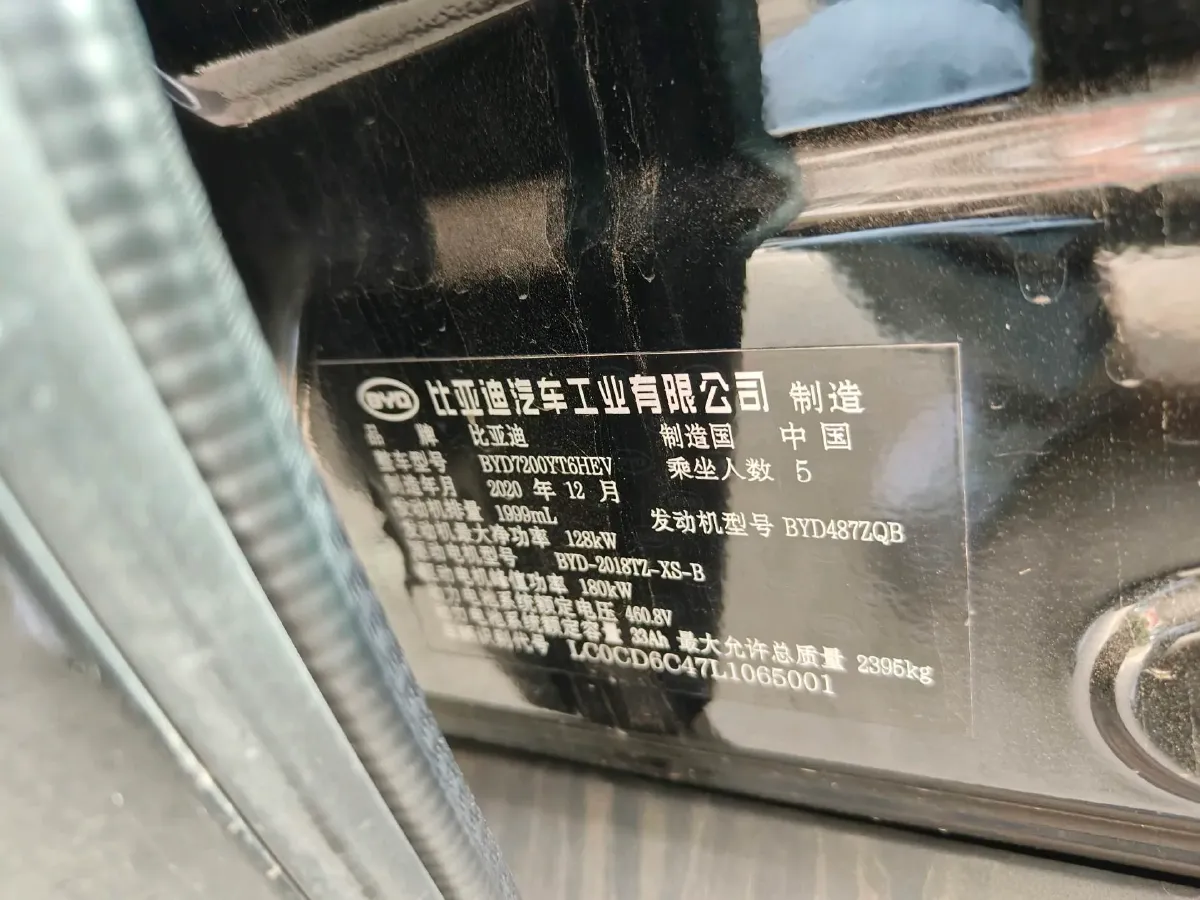 BYD 比亚迪汽车工业有限公司 制造
品 牌 比亚迪 制造国 中国
整车型号 BYD7200YT6HEV 乘坐人数 5
制造年月 2020 年 12 月
发动机排量 1999mL 发动机型号 BYD487ZQB
发动机最大净功率 128kW
驱动电机型号 BYD-2018TZ-XS-B
驱动电机峰值功率 180kW
动力电池系统额定电压 460.8V
动力电池系统额定容量 33Ah 最大允许总质量 2395kg
车辆识别代号 LC0CD6C47L1065001